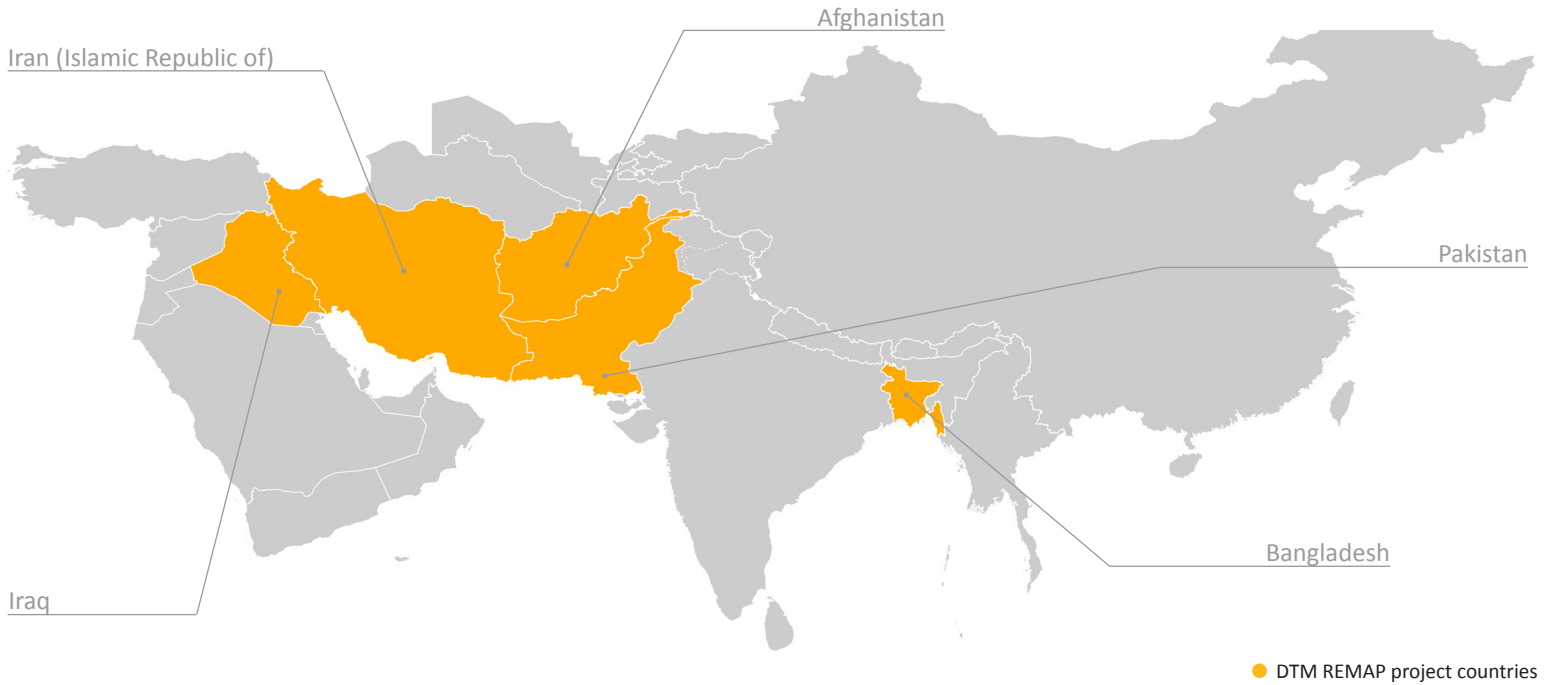 Afghanistan
Iran (Islamic Republic of)
Pakistan
Bangladesh
Iraq
DTM REMAP project countries